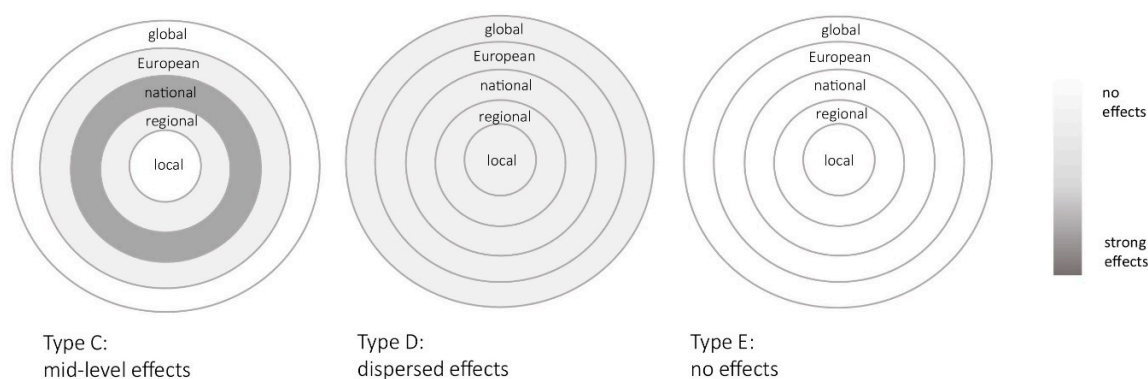 global
European
national
regional
local
Type C:
mid-level effects
global
European
national
regional
local
Type D:
dispersed effects
global
European
national
regional
local
Type E:
no effects
no
effects
strong
effects